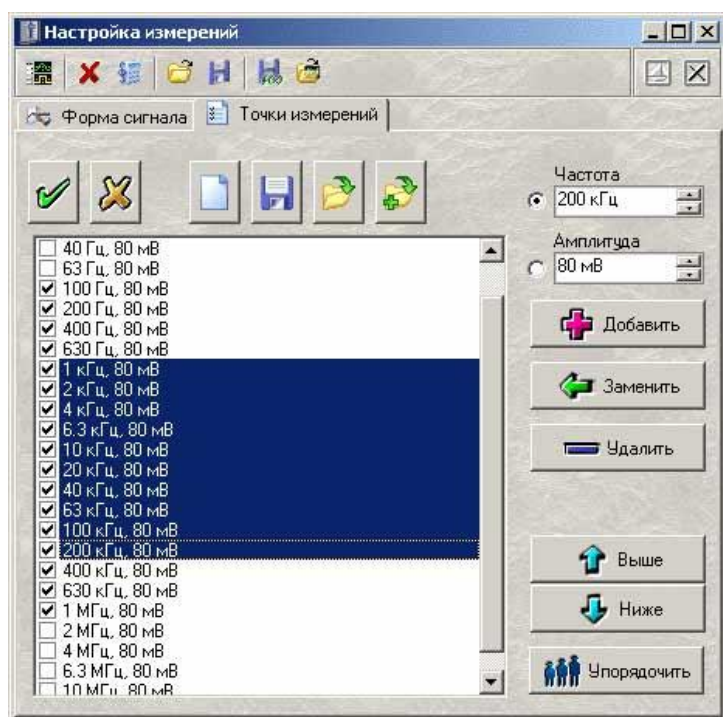 Настройка измерений
Форма сигнала
Точки измерений
Частота
200 кГц
Амплитуда
80 мВ
Добавить
Заменить
Удалить
Выше
Ниже
Упорядочить
40 Гц, 80 мВ
63 Гц, 80 мВ
100 Гц, 80 мВ
200 Гц, 80 мВ
400 Гц, 80 мВ
630 Гц, 80 мВ
1 кГц, 80 мВ
2 кГц, 80 мВ
4 кГц, 80 мВ
6.3 кГц, 80 мВ
10 кГц, 80 мВ
20 кГц, 80 мВ
40 кГц, 80 мВ
63 кГц, 80 мВ
100 кГц, 80 мВ
200 кГц, 80 мВ
400 кГц, 80 мВ
630 кГц, 80 мВ
1 МГц, 80 мВ
2 МГц, 80 мВ
4 МГц, 80 мВ
6.3 МГц, 80 мВ
10 МГц, 80 мВ